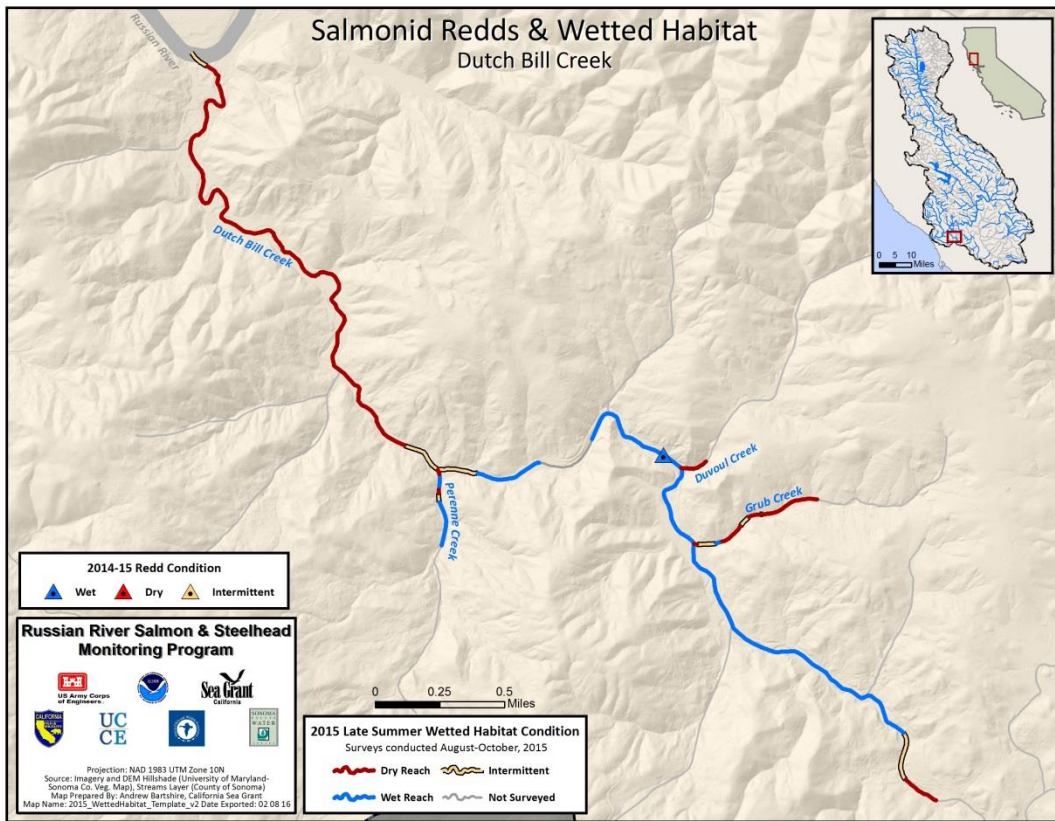 Salmonid Redds & Wetted Habitat
Dutch Bill Creek
Russian River
0 5 10
Miles
Dutch Bill Creek
Duvoul Creek
Grub Creek
Perenne Creek
2014-15 Redd Condition
Wet Dry Intermittent
Russian River Salmon & Steelhead
Monitoring Program
US Army Corps
of Engineers
Sea Grant
California
CALIFORNIA
UC
CE
SONOMA
COUNTY
WATER
Projection: NAD 1983 UTM Zone 10N
Source: Imagery and DEM Hillshade (University of Maryland-
Sonoma Co. Veg. Map), Streams Layer (County of Sonoma)
Map Prepared By: Andrew Bartshire, California Sea Grant
Map Name: 2015_WettedHabitat_Template_v2 Date Exported: 02 08 16
0 0.25 0.5
Miles
2015 Late Summer Wetted Habitat Condition
Surveys conducted August-October, 2015
Dry Reach Intermittent
Wet Reach Not Surveyed